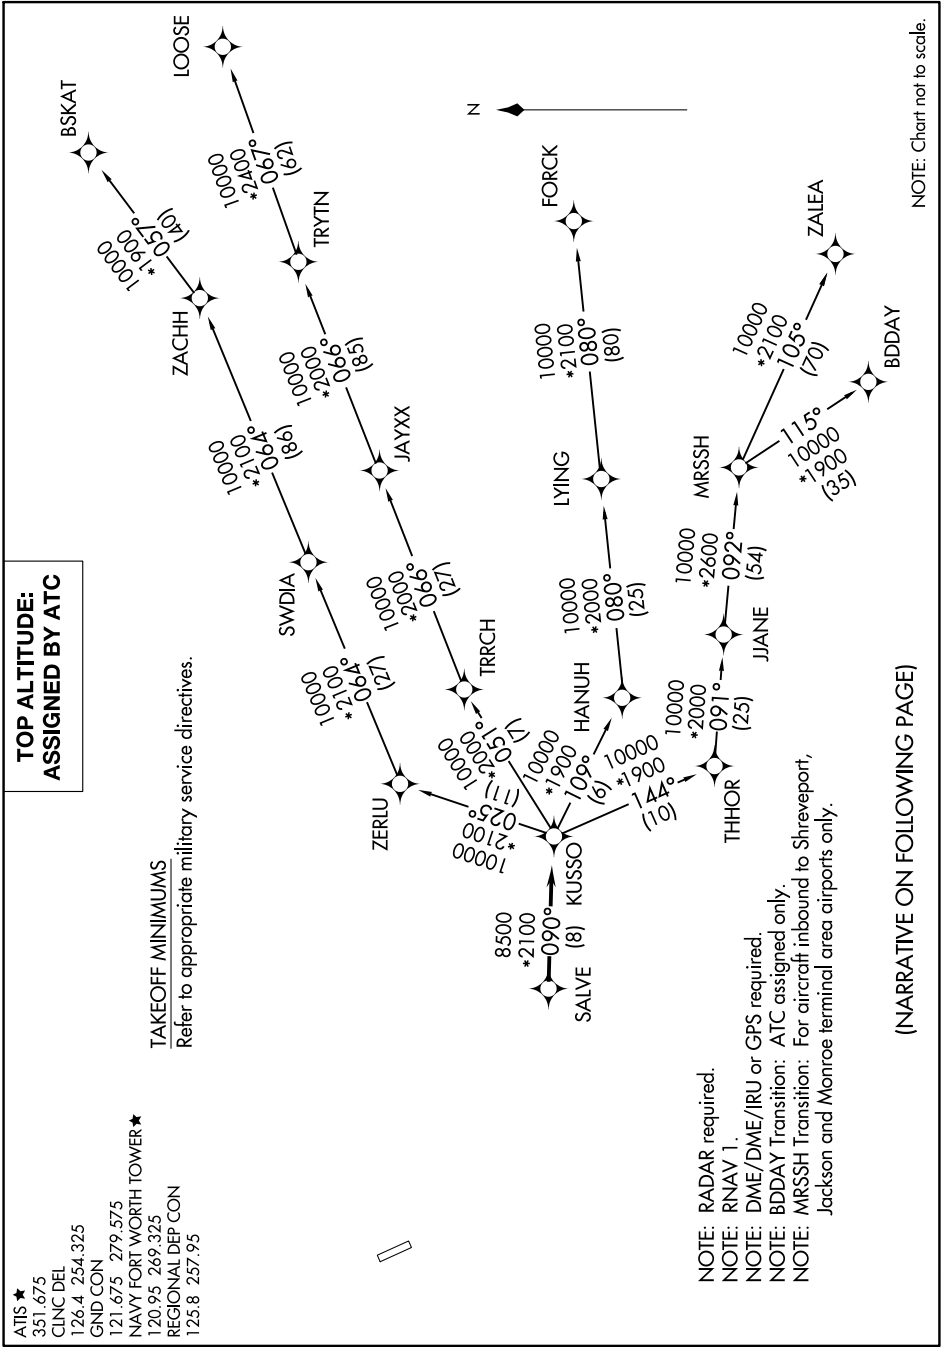 ATIS ★
351.675
CLNC DEL
126.4 254.325
GND CON
121.675 279.575
NAVY FORT WORTH TOWER ★
120.95 269.325
REGIONAL DEP CON
125.8 257.95
TOP ALTITUDE:
ASSIGNED BY ATC
TAKEOFF MINIMUMS
Refer to appropriate military service directives.
BSKAT
10000
*1900
057°
(40)
ZACHH
10000
*2100
064°
(86)
SWDIA
10000
*2100
064°
(27)
ZERLU
10000
*2100
025°
(11)
LOOSE
10000
*2400
067°
(62)
TRYTN
10000
*2000
066°
(85)
JAYXX
10000
*2000
066°
(27)
TRRCH
10000
*2000
051°
(7)
N
FORCK
10000
*2100
080°
(80)
LYING
10000
*2000
080°
(25)
HANUH
10000
*1900
109°
(6)
8500
*2100
090°
(8)
SALVE
KUSSO
10000
*1900
144°
(10)
THHOR
10000
*2000
091°
(25)
JJANE
10000
*2600
092°
(54)
MRSSH
10000
*2100
105°
(70)
ZALEA
115°
10000
*1900
(35)
BDDAY
NOTE: RADAR required.
NOTE: RNAV 1.
NOTE: DME/DME/IRU or GPS required.
NOTE: BDDAY Transition: ATC assigned only.
NOTE: MRSSH Transition: For aircraft inbound to Shreveport,
Jackson and Monroe terminal area airports only.
(NARRATIVE ON FOLLOWING PAGE)
NOTE: Chart not to scale.